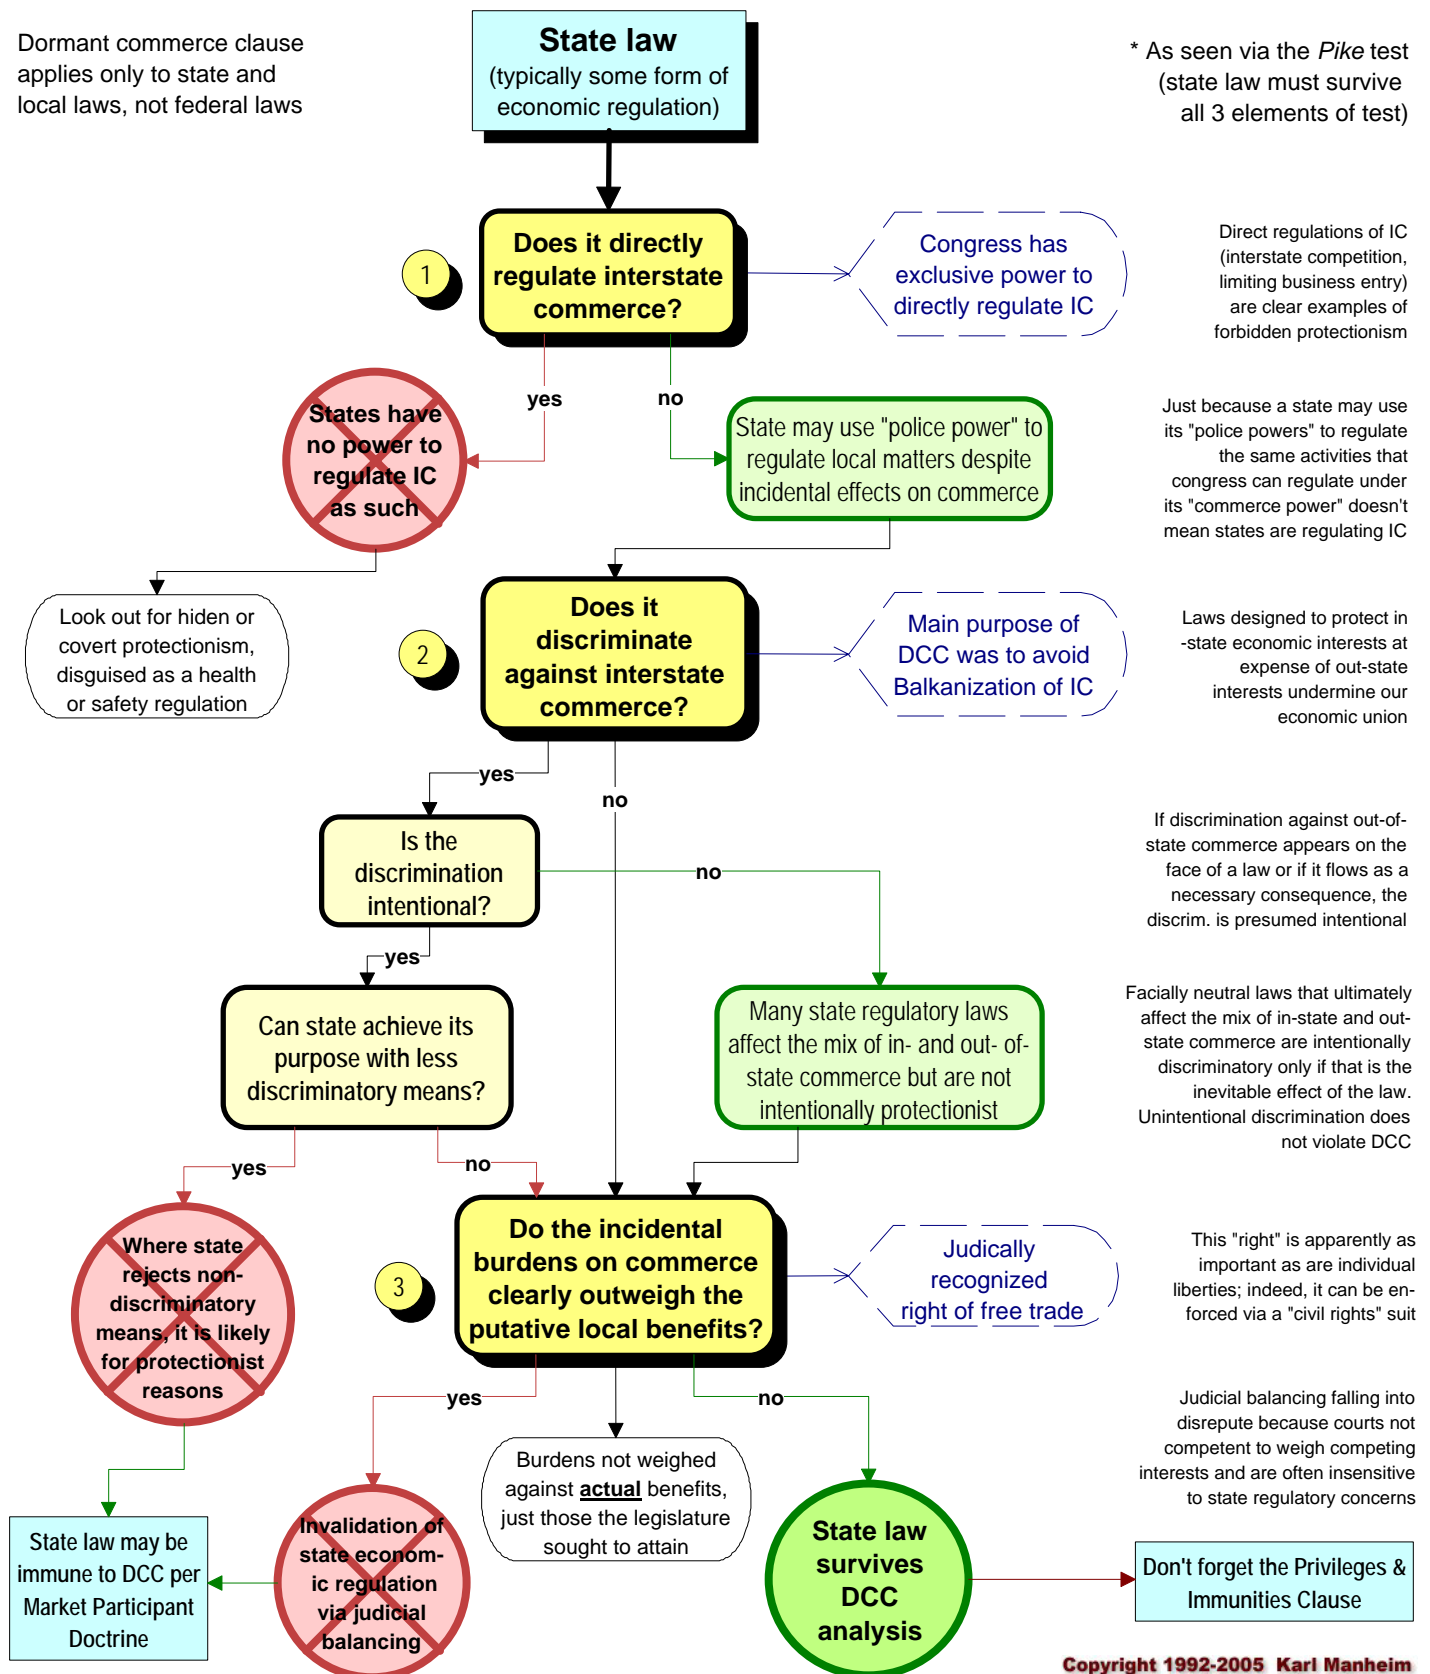 Dormant commerce clause
applies only to state and
local laws, not federal laws
State law
(typically some form of
economic regulation)
* As seen via the Pike test
(state law must survive
all 3 elements of test)
1
Does it directly
regulate interstate
commerce?
Congress has
exclusive power to
directly regulate IC
Direct regulations of IC
(interstate competition,
limiting business entry)
are clear examples of
forbidden protectionism
yes
no
States have
no power to
regulate IC
as such
State may use "police power" to
regulate local matters despite
incidental effects on commerce
Just because a state may use
its "police powers" to regulate
the same activities that
congress can regulate under
its "commerce power" doesn't
mean states are regulating IC
Look out for hiden or
covert protectionism,
disguised as a health
or safety regulation
2
Does it
discriminate
against interstate
commerce?
Main purpose of
DCC was to avoid
Balkanization of IC
Laws designed to protect in
-state economic interests at
expense of out-state
interests undermine our
economic union
yes
no
Is the
discrimination
intentional?
no
If discrimination against out-of-
state commerce appears on the
face of a law or if it flows as a
necessary consequence, the
discrim. is presumed intentional
yes
Can state achieve its
purpose with less
discriminatory means?
Many state regulatory laws
affect the mix of in- and out- of-
state commerce but are not
intentionally protectionist
Facially neutral laws that ultimately
affect the mix of in-state and out-
state commerce are intentionally
discriminatory only if that is the
inevitable effect of the law.
Unintentional discrimination does
not violate DCC
yes
no
Where state
rejects non-
discriminatory
means, it is likely
for protectionist
reasons
3
Do the incidental
burdens on commerce
clearly outweigh the
putative local benefits?
Judically
recognized
right of free trade
This "right" is apparently as
important as are individual
liberties; indeed, it can be en-
forced via a "civil rights" suit
yes
no
Judicial balancing falling into
disrepute because courts not
competent to weigh competing
interests and are often insensitive
to state regulatory concerns
Burdens not weighed
against actual benefits,
just those the legislature
sought to attain
State law may be
immune to DCC per
Market Participant
Doctrine
Invalidation of
state econom-
ic regulation
via judicial
balancing
State law
survives
DCC
analysis
Don't forget the Privileges &
Immunities Clause
Copyright 1992-2005 Karl Manheim